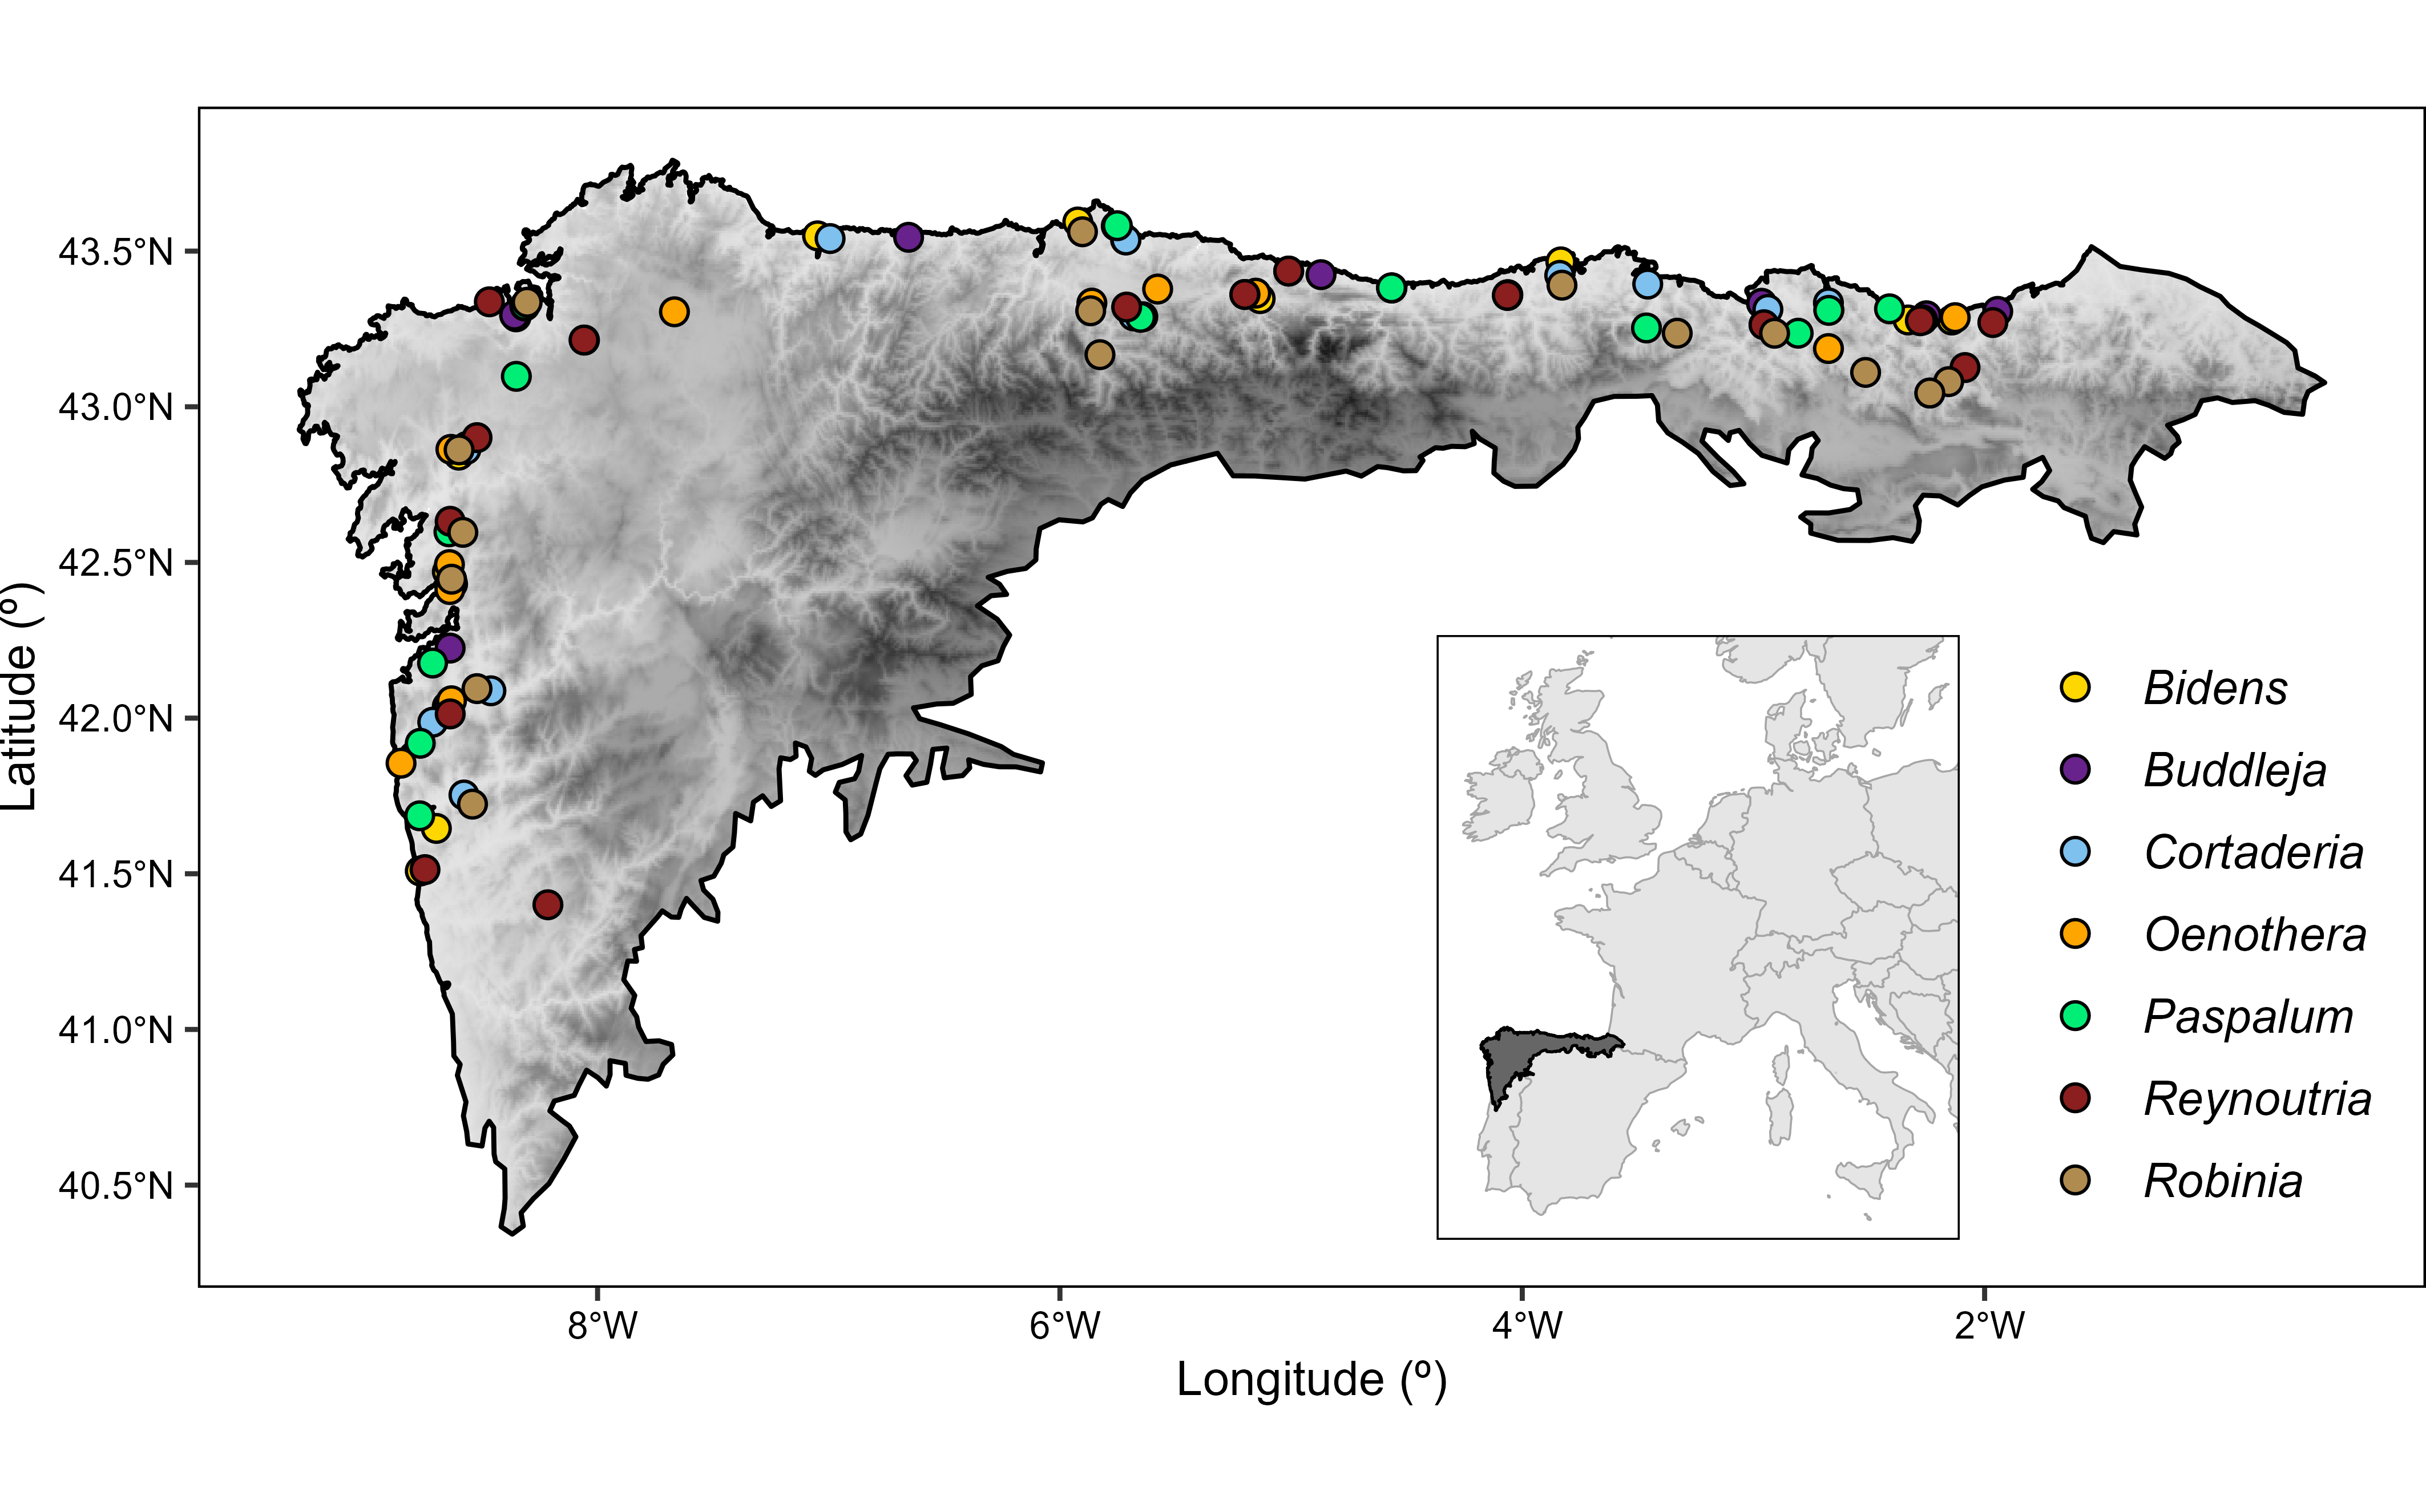 43.5°N
43.0°N
42.5°N
42.0°N
41.5°N
41.0°N
40.5°N
Latitude (º)
8°W
6°W
4°W
2°W
Longitude (º)
Bidens
Buddleja
Cortaderia
Oenothera
Paspalum
Reynoutria
Robinia